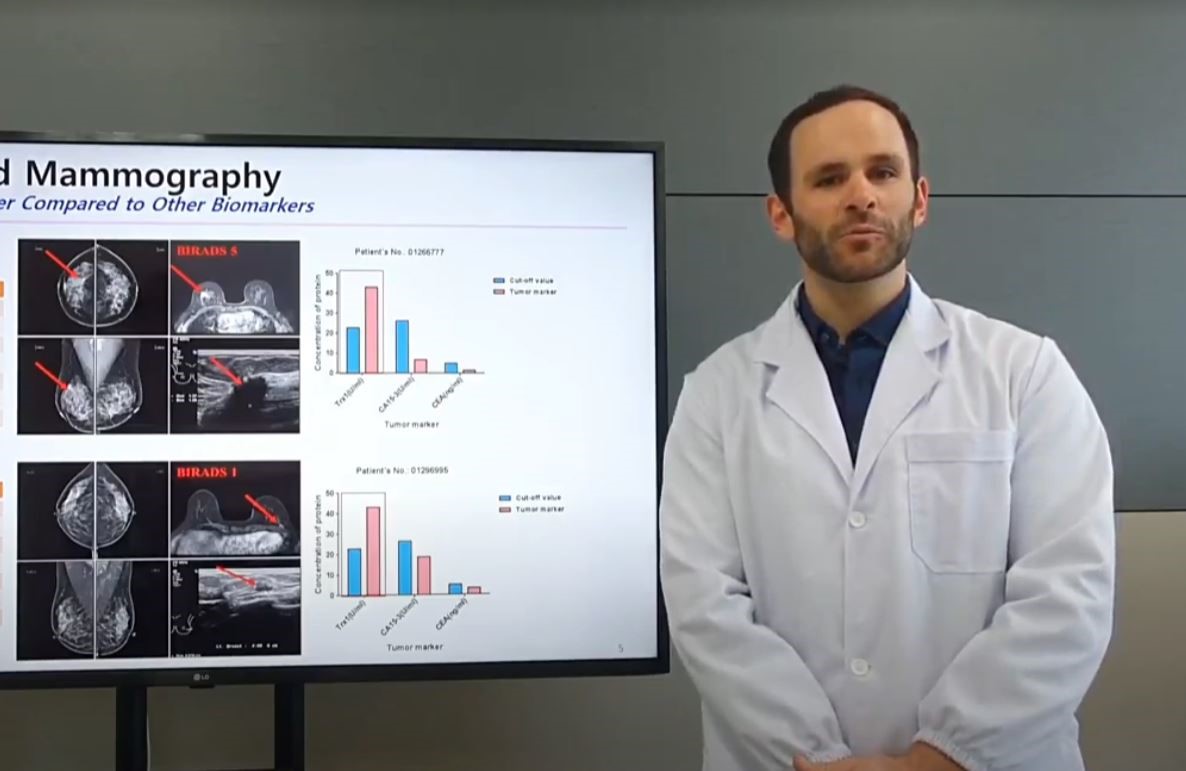 d Mammography
er Compared to Other Biomarkers
BIRADS 5
Patient's No. 01266777
Concentration of protein
50
40
30
20
10
0
Cut-off value
Tumor marker
Trx1(U/ml)
CA15-3(U/ml)
CEA(ng/ml)
Tumor marker
BIRADS 1
Patient's No.: 01296995
Concentration of protein
50
40
30
20
10
0
Cut-off value
Tumor marker
Trx1(U/ml)
CA15-3(U/ml)
CEA(ng/ml)
Tumor marker
5
LG